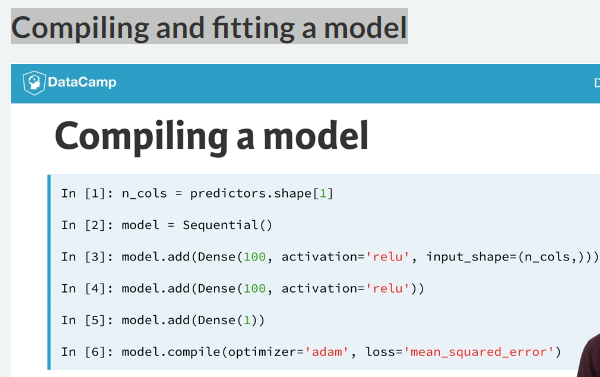 Compiling and fitting a model
DataCamp
Compiling a model
In [1]: n_cols = predictors.shape[1]
In [2]: model = Sequential()
In [3]: model.add(Dense(100, activation='relu', input_shape=(n_cols,)))
In [4]: model.add(Dense(100, activation='relu'))
In [5]: model.add(Dense(1))
In [6]: model.compile(optimizer='adam', loss='mean_squared_error')